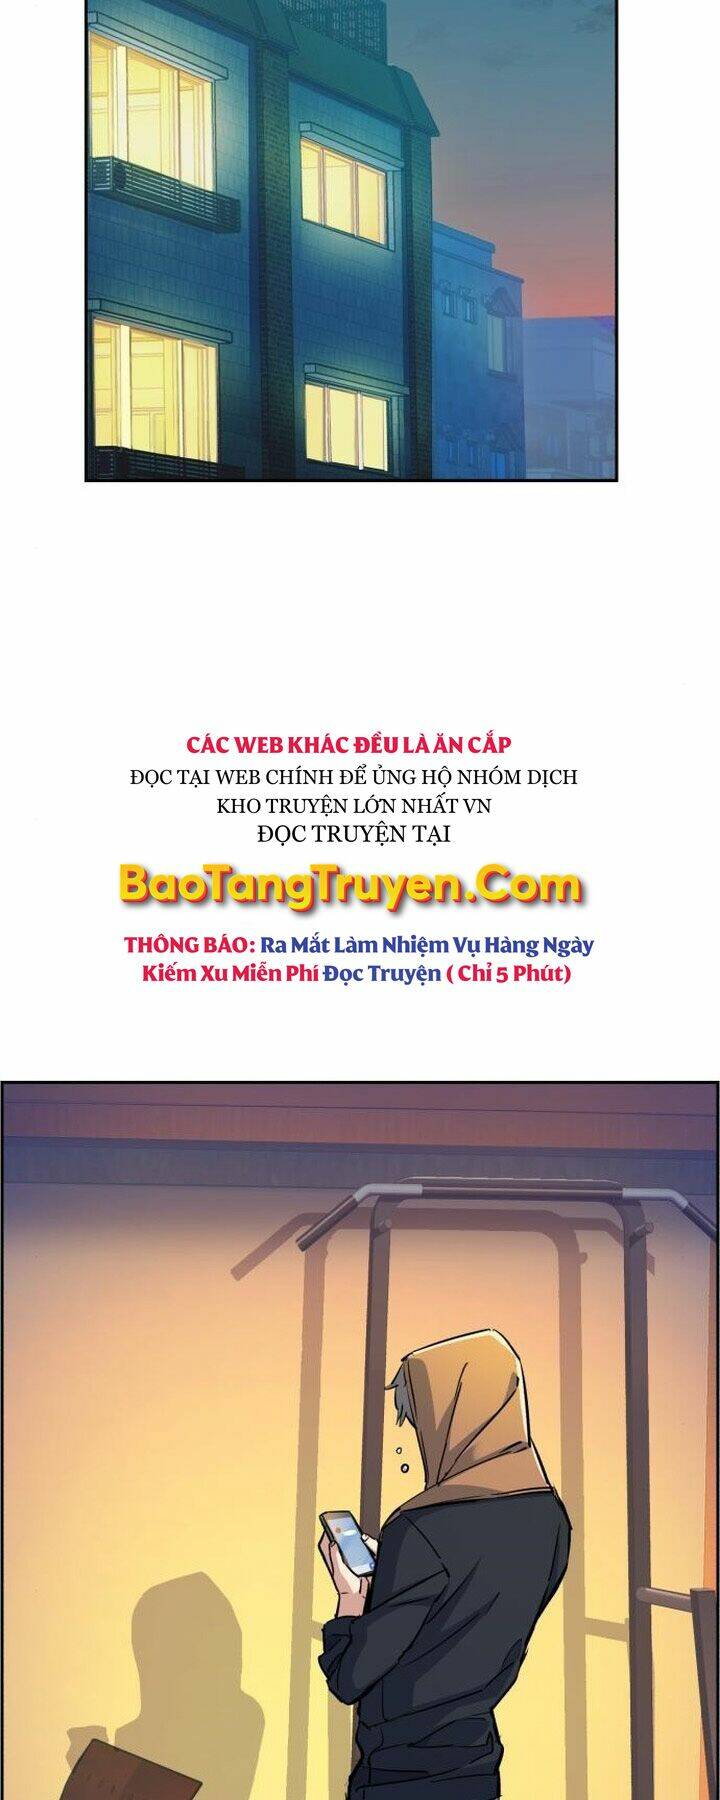 CÁC WEB KHÁC ĐỀU LÀ ĂN CẮP
ĐỌC TẠI WEB CHÍNH ĐỂ ỦNG HỘ NHÓM DỊCH
KHO TRUYỆN LỚN NHẤT VN
ĐỌC TRUYỆN TẠI
BaoTangTruyen.Com
THÔNG BÁO: Ra Mắt Làm Nhiệm Vụ Hàng Ngày
Kiếm Xu Miễn Phí Đọc Truyện ( Chỉ 5 Phút)